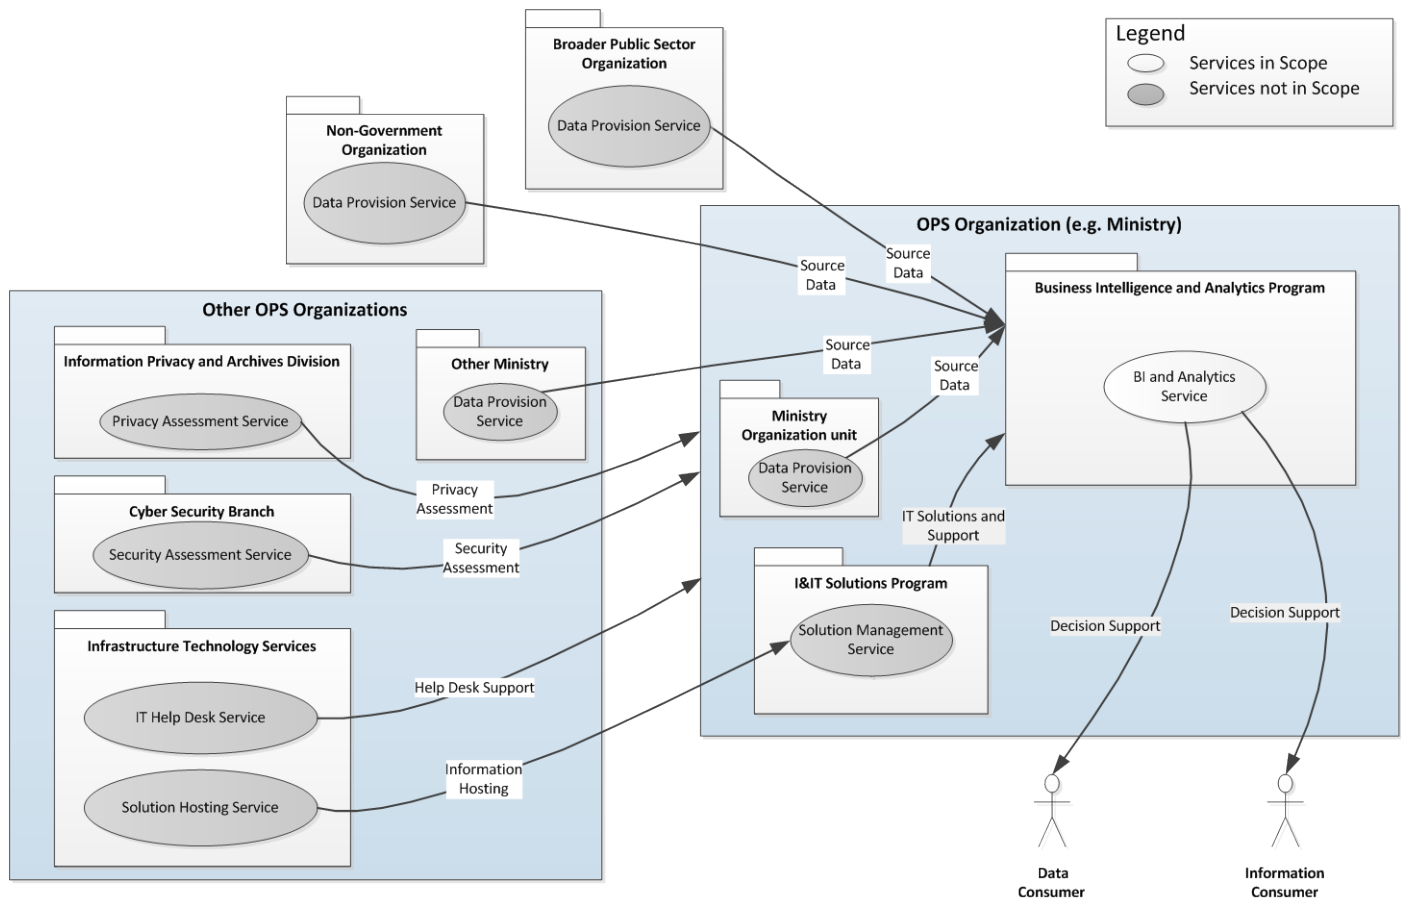 Broader Public Sector
Organization
Data Provision Service
Legend
Services in Scope
Services not in Scope
Non-Government
Organization
Data Provision Service
OPS Organization (e.g. Ministry)
Source
Data
Source
Data
Business Intelligence and Analytics Program
BI and Analytics
Service
Other OPS Organizations
Information Privacy and Archives Division
Privacy Assessment Service
Other Ministry
Data Provision
Service
Source
Data
Source
Data
Ministry
Organization unit
Data Provision
Service
Privacy
Assessment
Cyber Security Branch
Security Assessment Service
Security
Assessment
IT Solutions and
Support
I&IT Solutions Program
Solution Management
Service
Decision Support
Decision Support
Infrastructure Technology Services
IT Help Desk Service
Help Desk Support
Solution Hosting Service
Information
Hosting
Data
Consumer
Information
Consumer